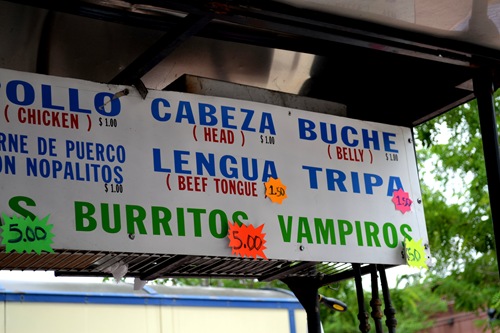 OLLO CABEZA BUCHE
( CHICKEN ) $1.00 ( HEAD ) $1.00 ( BELLY ) $1.00
RNE DE PUERCO LENGUA TRIPA
ON NOPALITOS $1.00 ( BEEF TONGUE ) 1.50 1.50
S BURRITOS VAMPIROS
5.00 5.00 50